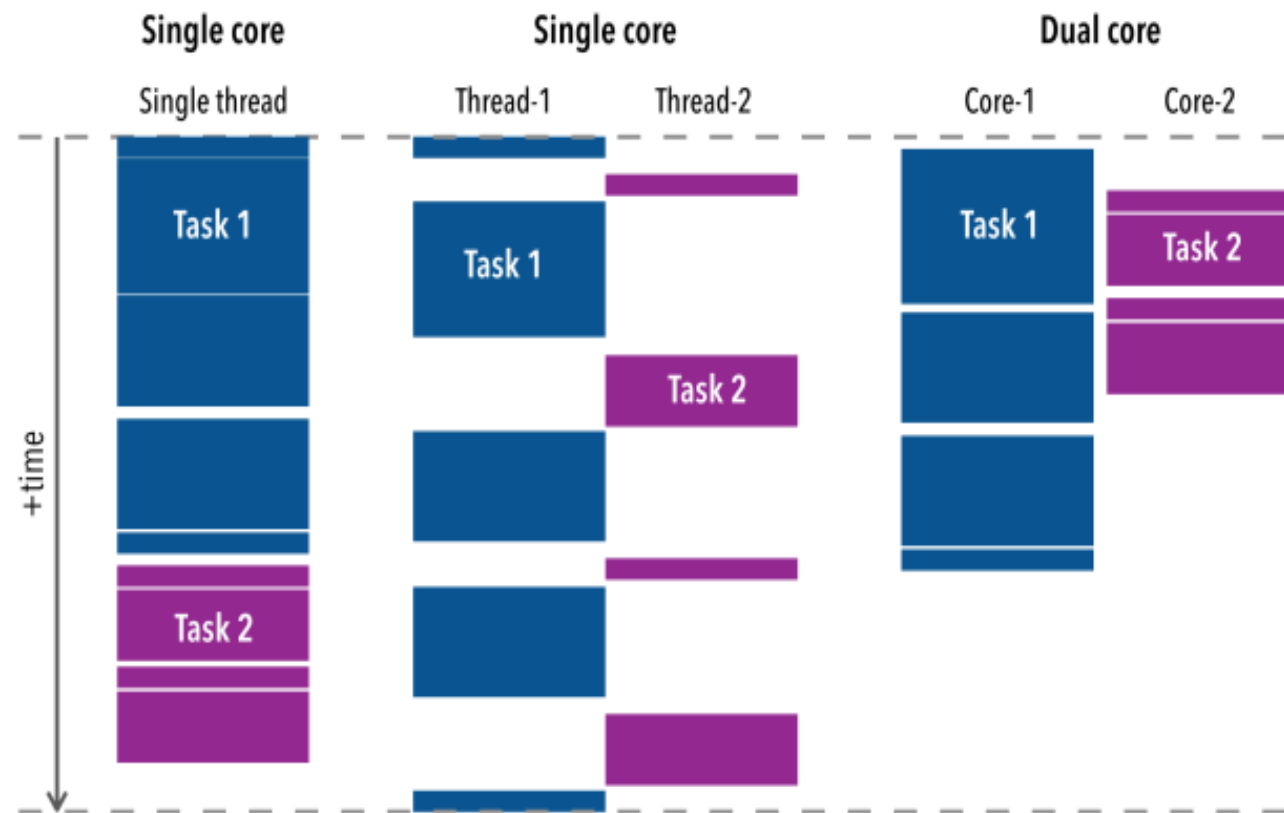 Single core
Single core
Dual core
Single thread
Thread-1
Thread-2
Core-1
Core-2
Task 1
Task 1
Task 1
Task 2
Task 2
Task 2
+time